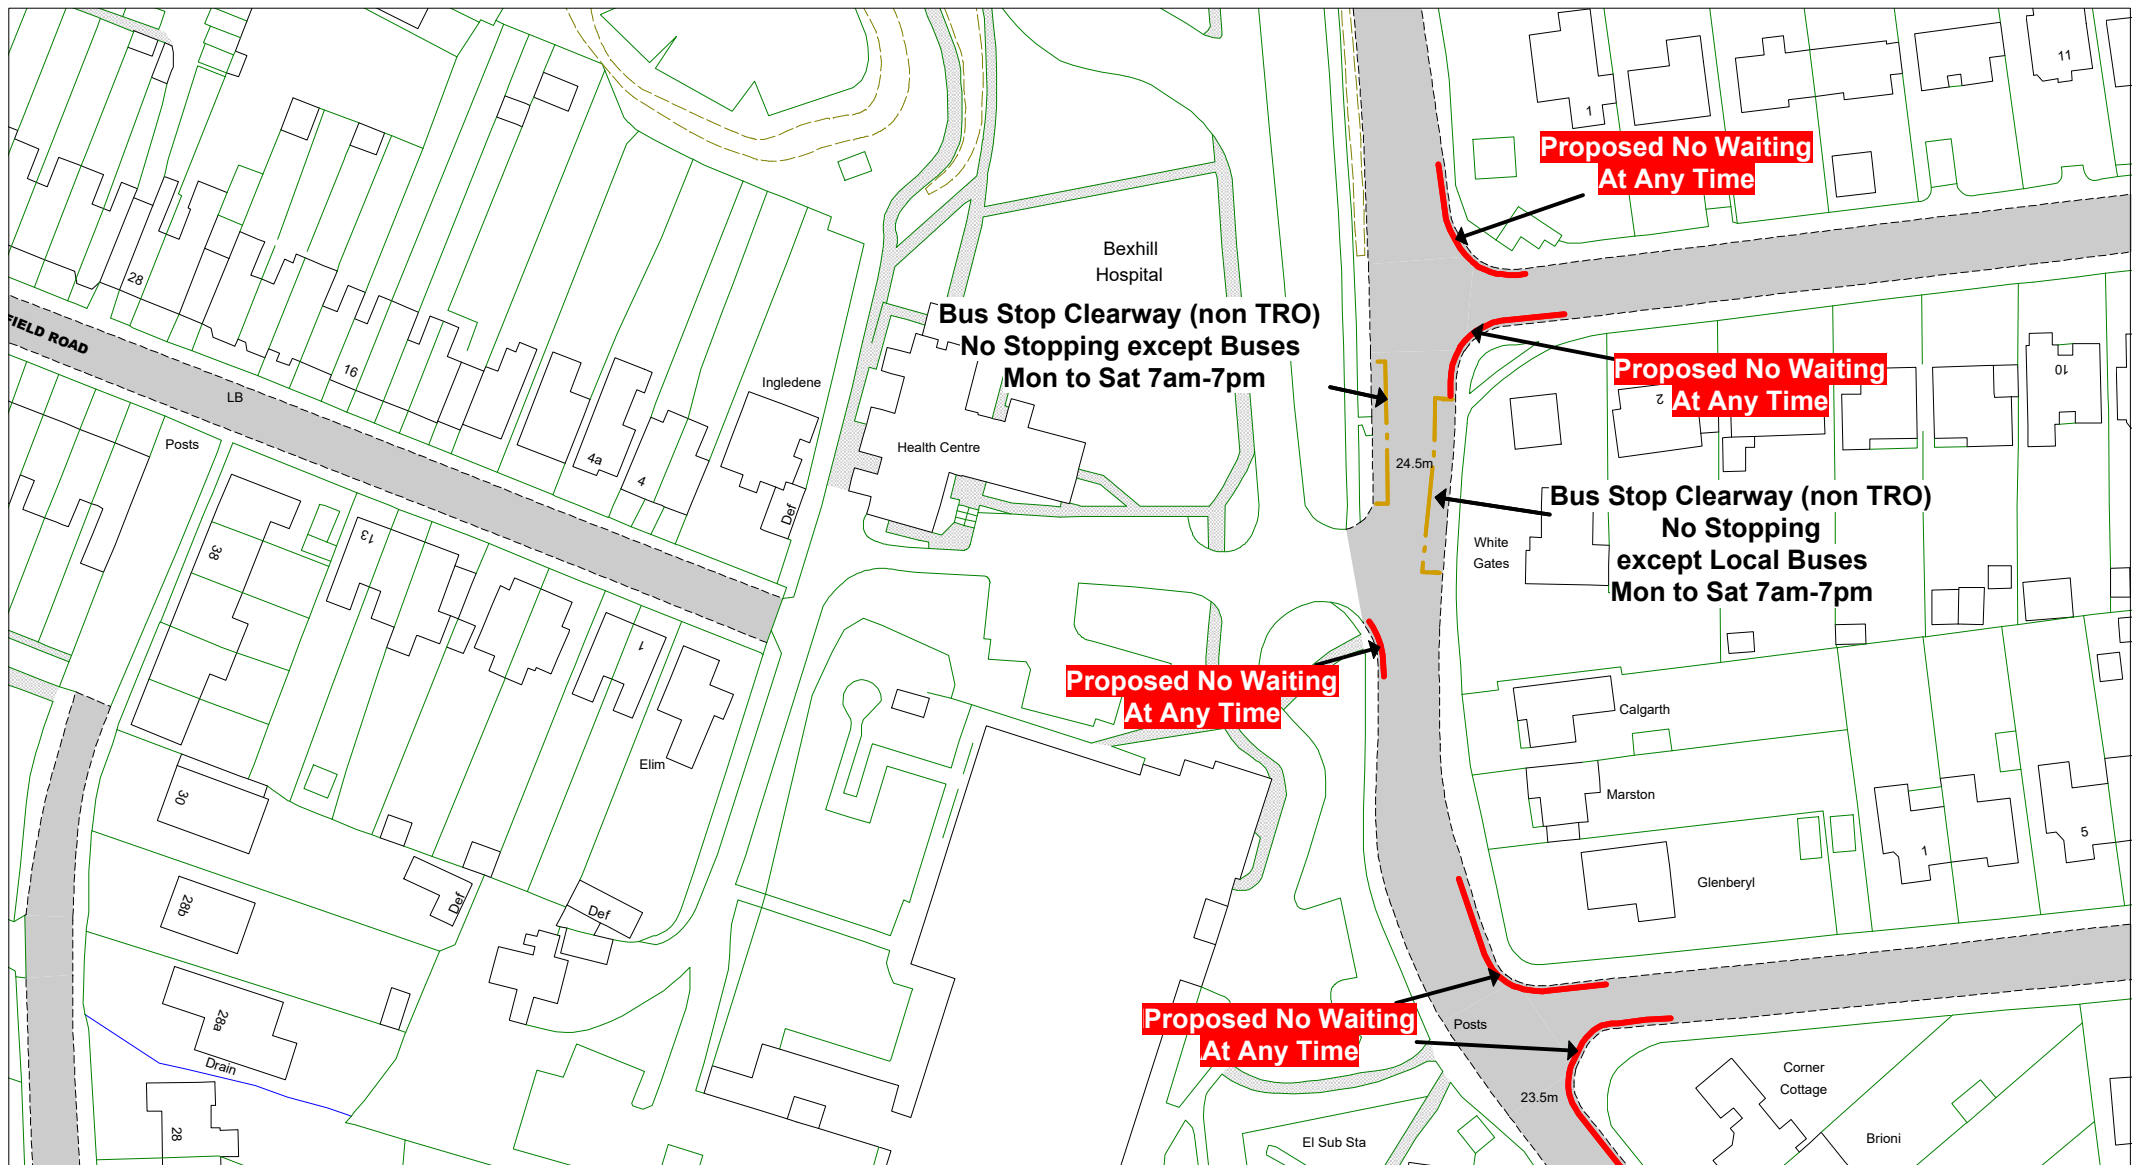 11
1
Proposed No Waiting
At Any Time
Bexhill
Hospital
28
FIELD ROAD
Bus Stop Clearway (non TRO)
No Stopping except Buses
Mon to Sat 7am-7pm
Proposed No Waiting
At Any Time
16
Ingledene
LB
2
10
Posts
Health Centre
4a
4
24.5m
Def
Bus Stop Clearway (non TRO)
No Stopping
except Local Buses
Mon to Sat 7am-7pm
38
13
White
Gates
1
Proposed No Waiting
At Any Time
Calgarth
Elim
30
Marston
1
5
Glenberyl
28b
Def
Def
Proposed No Waiting
At Any Time
Posts
28a
Drain
Corner
Cottage
23.5m
28
El Sub Sta
Brioni